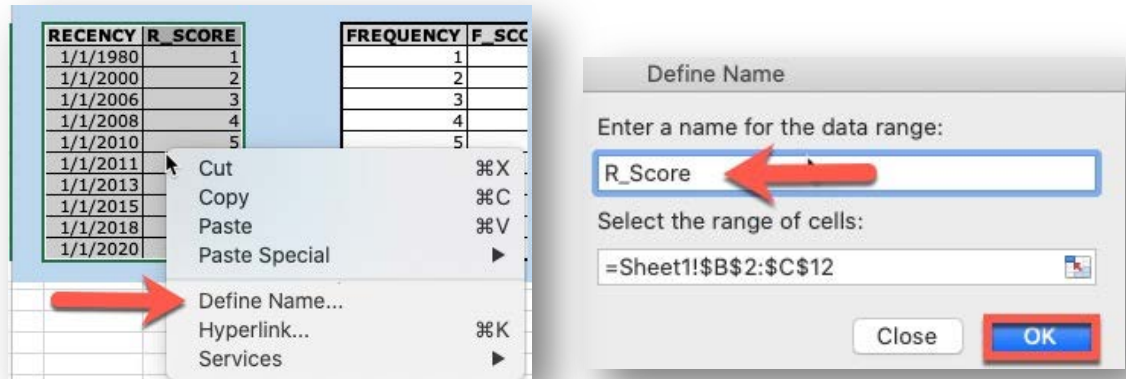 RECENCY R_SCORE FREQUENCY F_SCO
1/1/1980 1 1
1/1/2000 2 2
1/1/2006 3 3
1/1/2008 4 4
1/1/2010 5 5
1/1/2011
1/1/2013
1/1/2015
1/1/2018
1/1/2020
Cut ⌘X
Copy ⌘C
Paste ⌘V
Paste Special ▶
Define Name...
Hyperlink... ⌘K
Services ▶
Define Name
Enter a name for the data range:
R_Score
Select the range of cells:
=Sheet1!$B$2:$C$12
Close OK